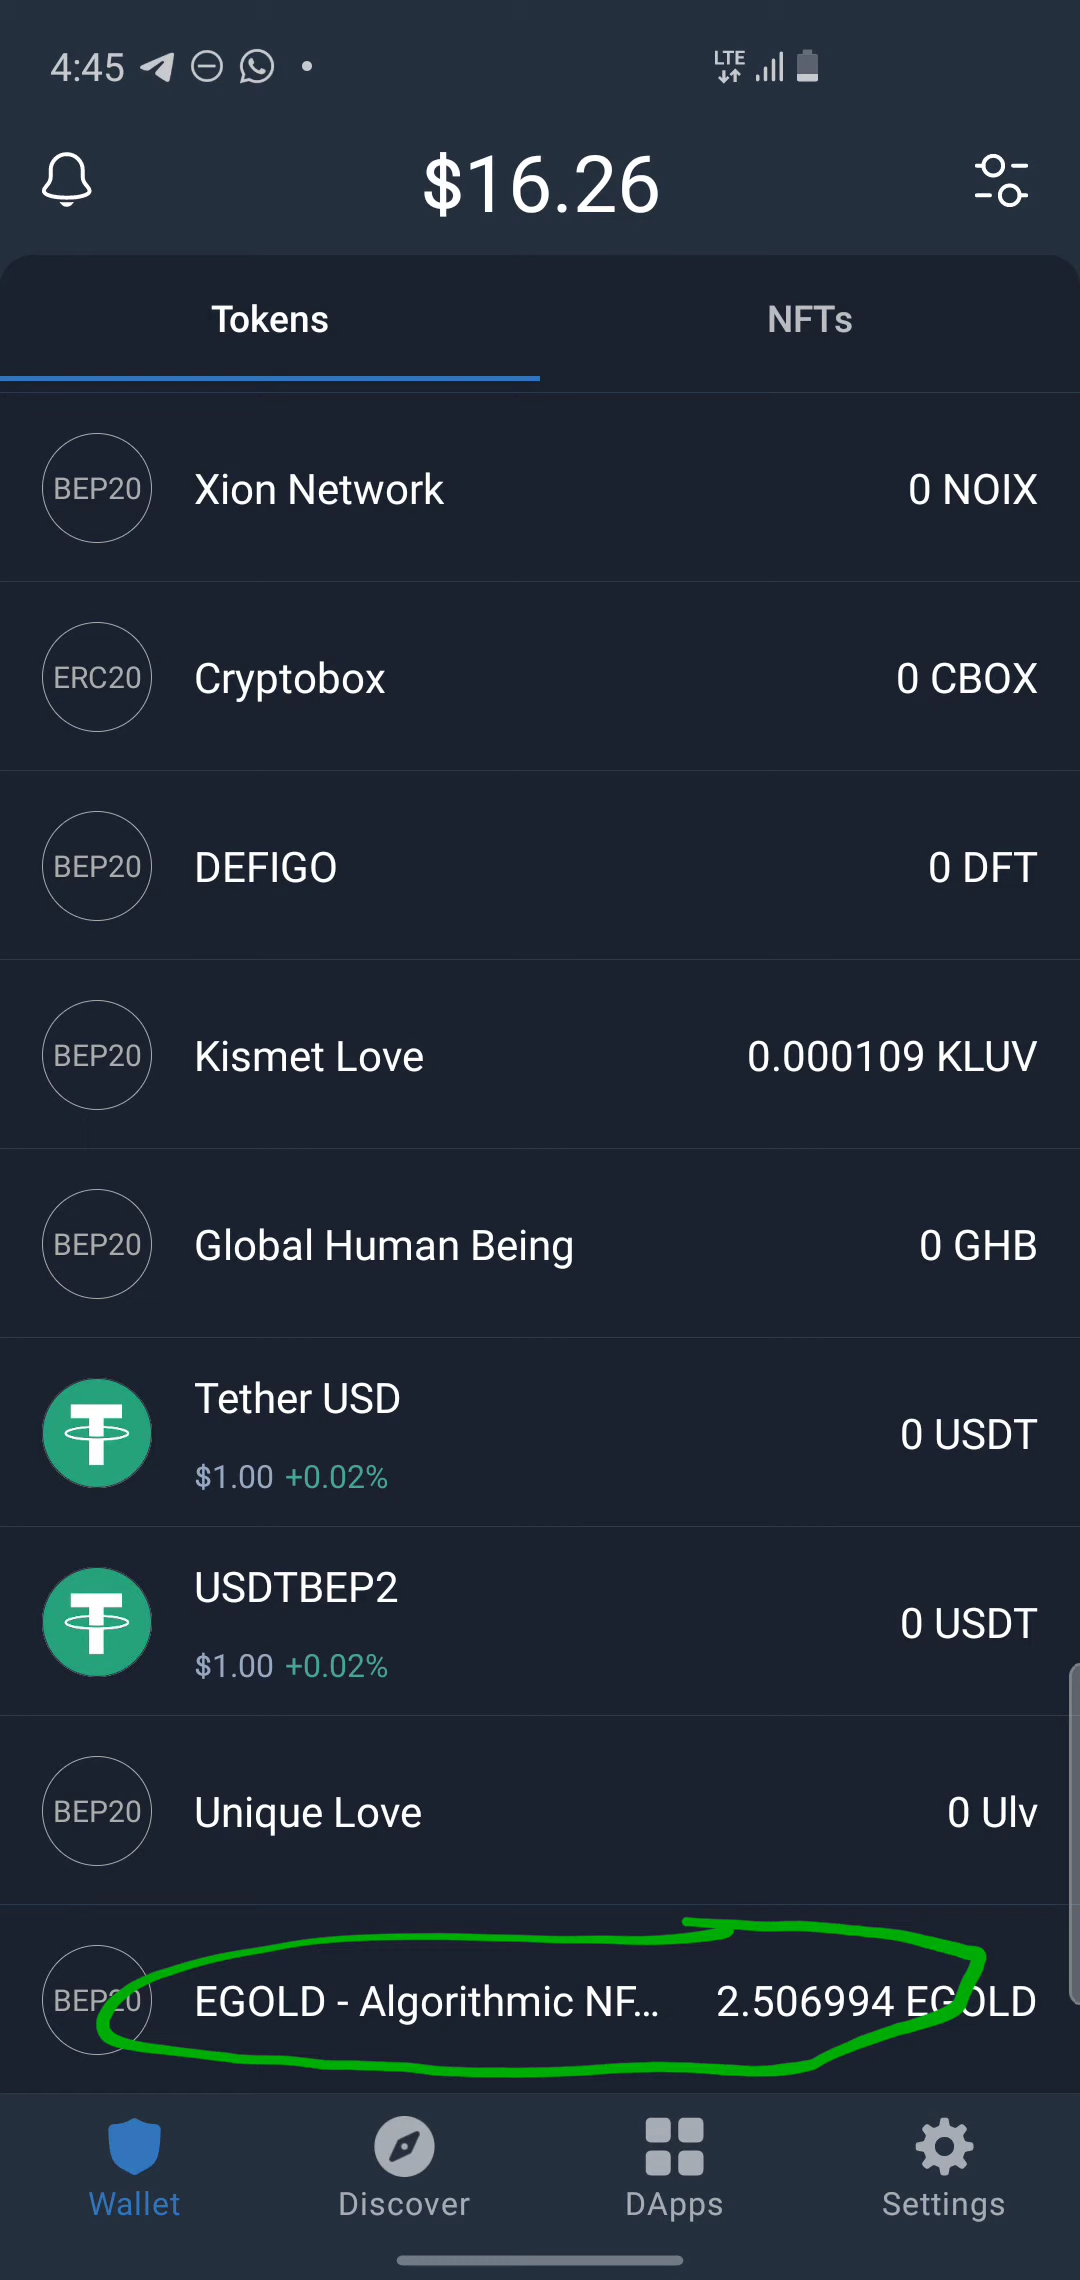 4:45
LTE
$16.26
Tokens NFTs
BEP20 Xion Network 0 NOIX
ERC20 Cryptobox 0 CBOX
BEP20 DEFIGO 0 DFT
BEP20 Kismet Love 0.000109 KLUV
BEP20 Global Human Being 0 GHB
Tether USD
0 USDT
$1.00 +0.02%
USDTBEP2
0 USDT
$1.00 +0.02%
BEP20 Unique Love 0 Ulv
BEP20 EGOLD - Algorithmic NF... 2.506994 EGOLD
Wallet Discover DApps Settings